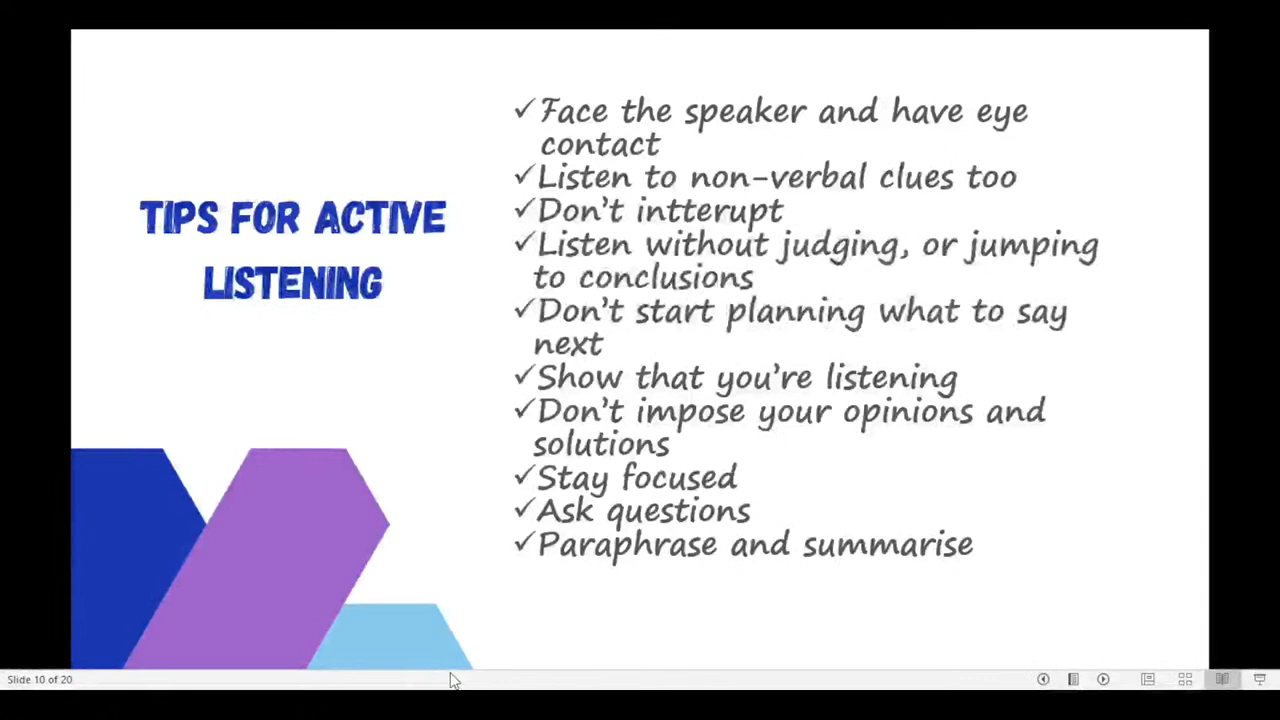 TIPS FOR ACTIVE
LISTENING
✓Face the speaker and have eye
contact
✓Listen to non-verbal clues too
✓Don't intterupt
✓Listen without judging, or jumping
to conclusions
✓Don't start planning what to say
next
✓Show that you're listening
✓Don't impose your opinions and
solutions
✓Stay focused
✓Ask questions
✓Paraphrase and summarise
Slide 10 of 20